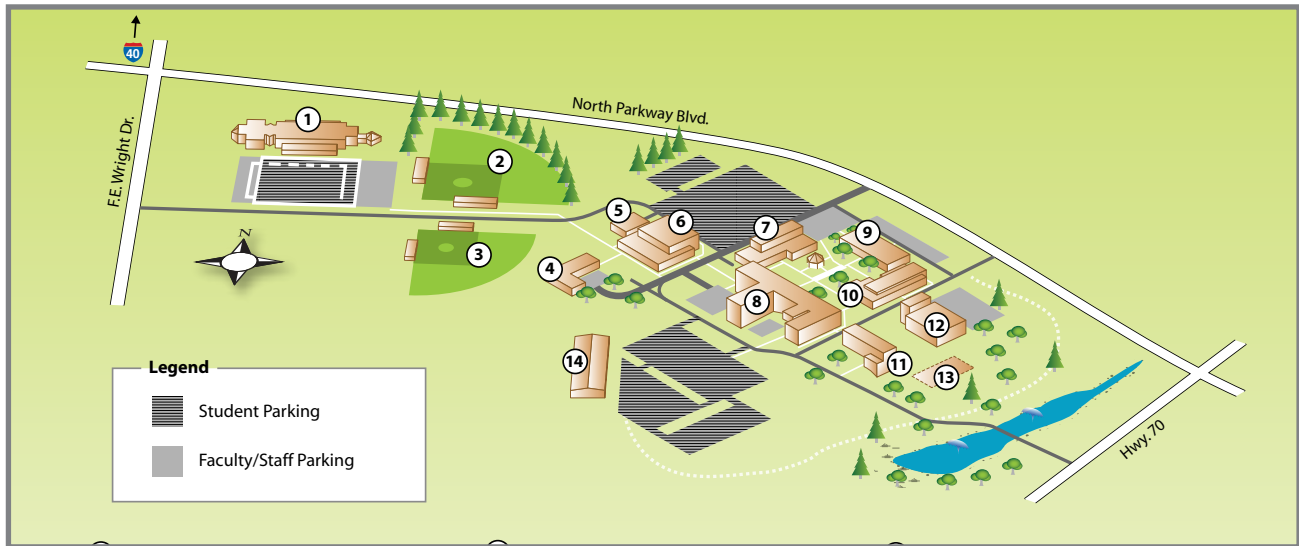 40
North Parkway Blvd.
F.E. Wright Dr.
1
2
3
4
5
6
7
8
9
10
11
12
13
14
N
Hwy. 70
Legend
Student Parking
Faculty/Staff Parking